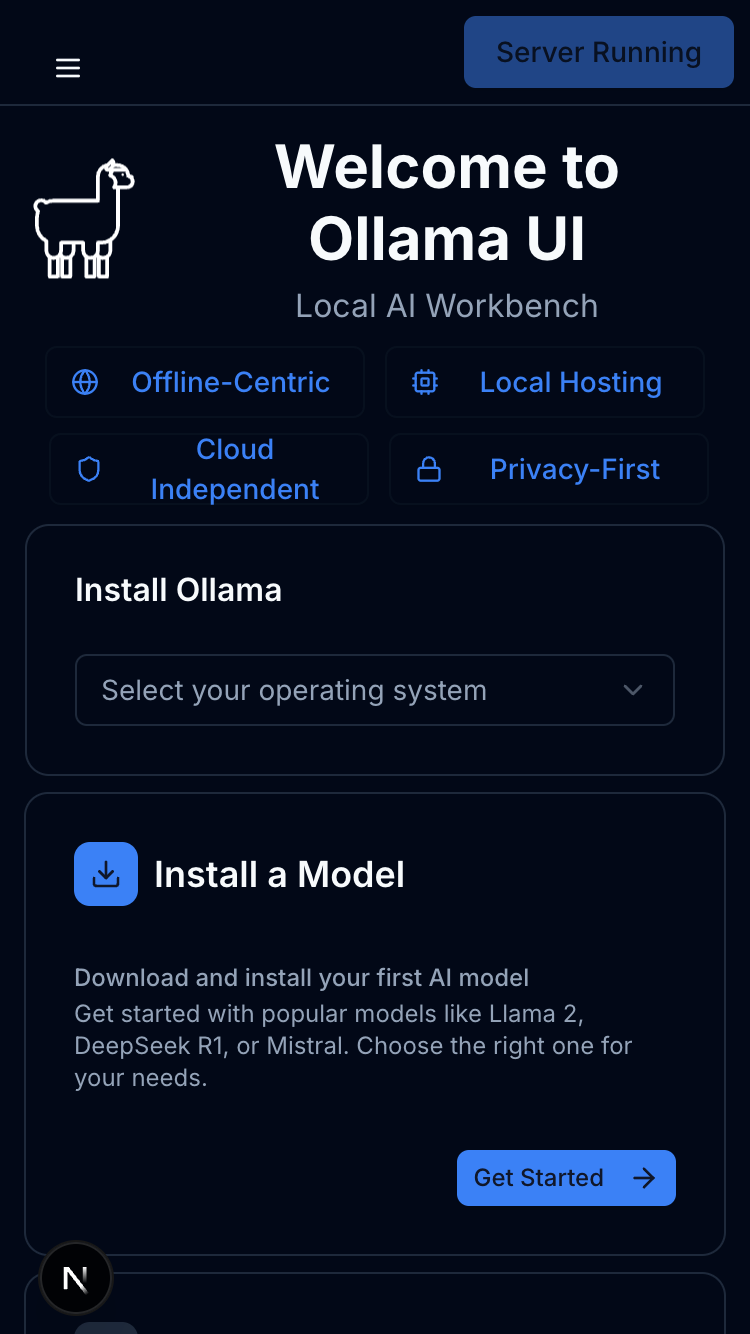 Server Running
Welcome to
Ollama UI
Local AI Workbench
Offline-Centric
Local Hosting
Cloud
Independent
Privacy-First
Install Ollama
Select your operating system
Install a Model
Download and install your first AI model
Get started with popular models like Llama 2,
DeepSeek R1, or Mistral. Choose the right one for
your needs.
Get Started
N